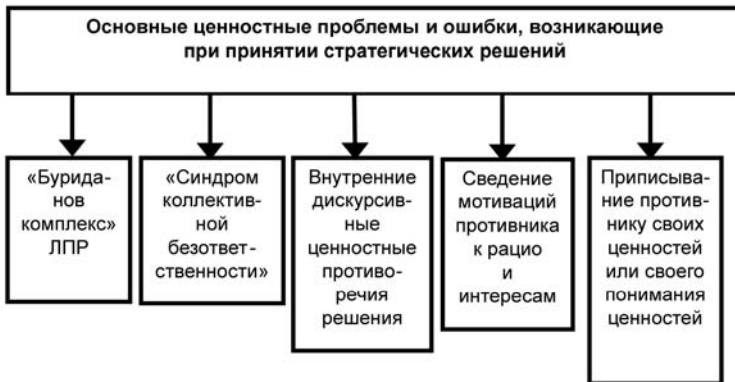 Основные ценностные проблемы и ошибки, возникающие
при принятии стратегических решений
«Бурида-
нов
комплекс»
ЛПР
«Синдром
коллектив-
ной
безответ-
ственности»
Внутренние
дискурсив-
ные
ценностные
противо-
речия
решения
Сведение
мотиваций
противника
к рацио
и
интересам
Приписыва-
ние против-
нику своих
ценностей
или своего
понимания
ценностей